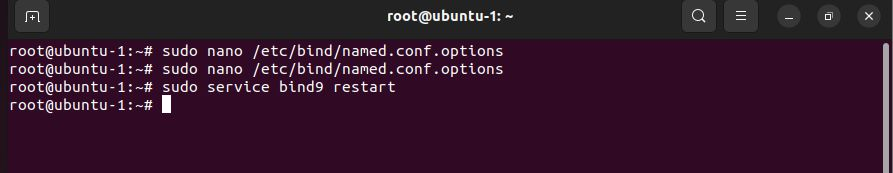 root@ubuntu-1: ~
root@ubuntu-1:~# sudo nano /etc/bind/named.conf.options
root@ubuntu-1:~# sudo nano /etc/bind/named.conf.options
root@ubuntu-1:~# sudo service bind9 restart
root@ubuntu-1:~#